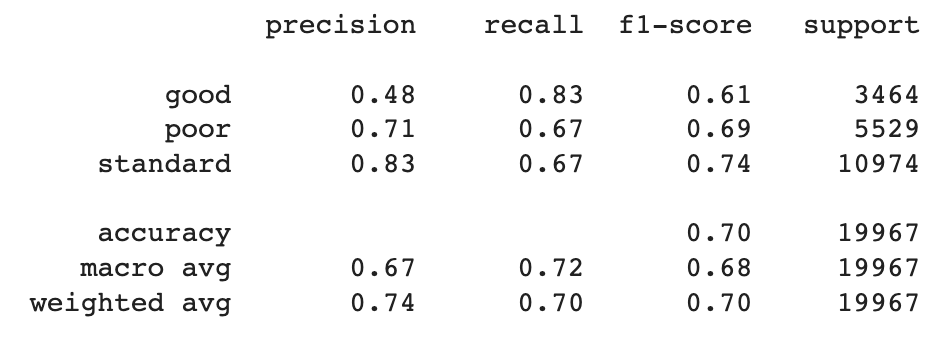 precision recall f1-score support
good 0.48 0.83 0.61 3464
poor 0.71 0.67 0.69 5529
standard 0.83 0.67 0.74 10974
accuracy 0.70 19967
macro avg 0.67 0.72 0.68 19967
weighted avg 0.74 0.70 0.70 19967